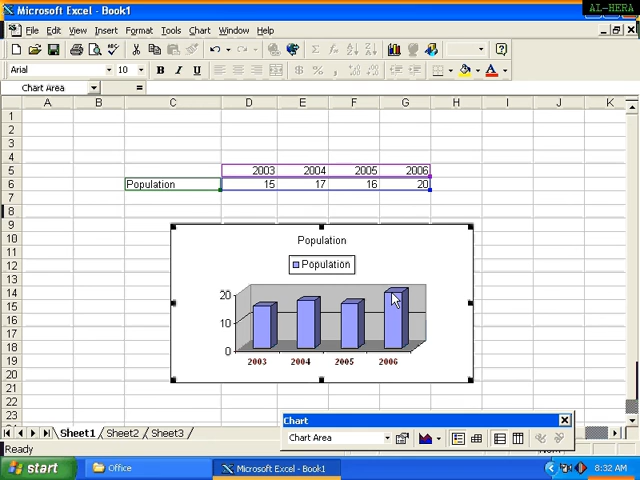 Microsoft Excel - Book1
AL-HERA
File Edit View Insert Format Tools Chart Window Help
Arial 10 B I U $ % , A
Chart Area =
A B C D E F G H I J K
1
2
3
4
5 2003 2004 2005 2006
6 Population 15 17 16 20
7
8
9
10
11
12
13
14
15
16
17
18
19
20
21
22
23
Population
Population
20
10
0
2003 2004 2005 2006
Chart
Chart Area
Sheet1 Sheet2 Sheet3
Ready
start Office Microsoft Excel - Book1 8:32 AM